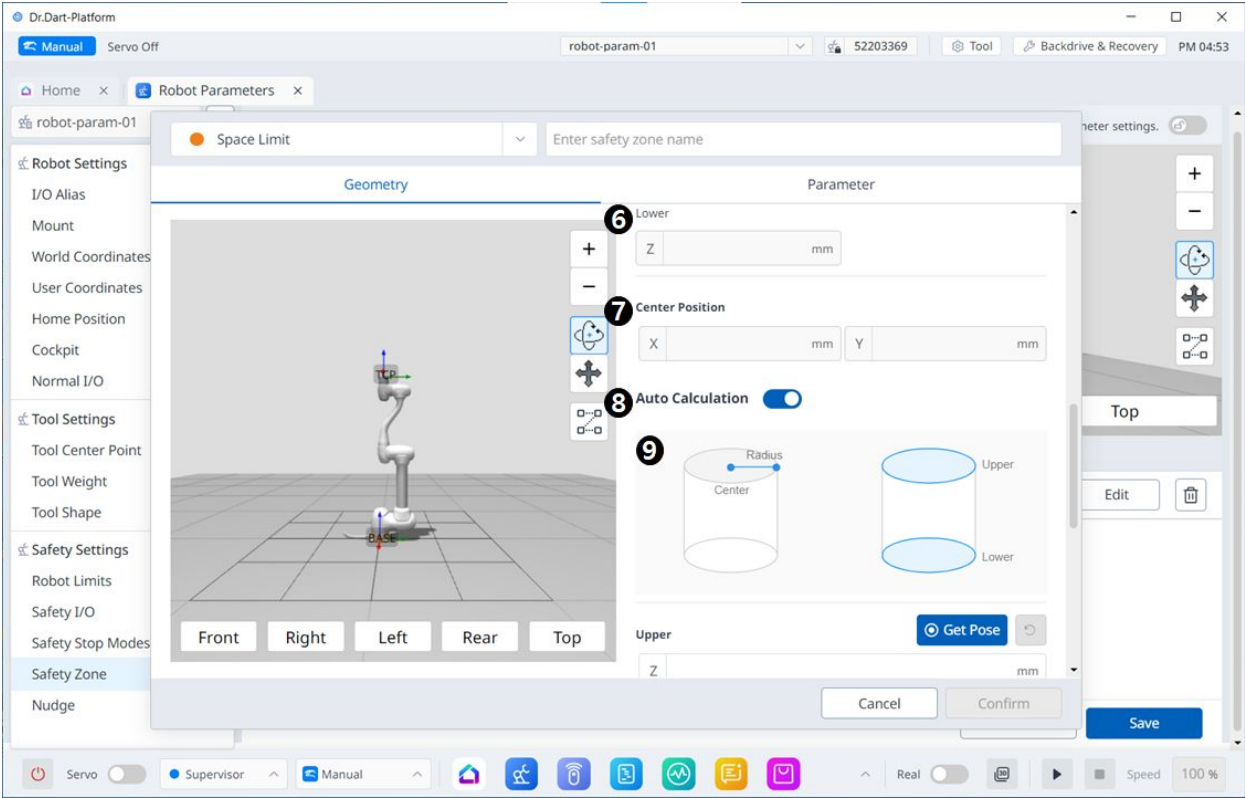 Dr.Dart-Platform
Manual Servo Off robot-param-01 52203369 Tool Backdrive & Recovery PM 04:53
Home × Robot Parameters ×
robot-param-01 meter settings.
Space Limit Enter safety zone name
Geometry Parameter
Robot Settings
I/O Alias
Mount
World Coordinates
User Coordinates
Home Position
Cockpit
Normal I/O
Tool Settings
Tool Center Point
Tool Weight
Tool Shape
Safety Settings
Robot Limits
Safety I/O
Safety Stop Modes
Safety Zone
Nudge
TCP
BASE
Front Right Left Rear Top
6 Lower
Z mm
7 Center Position
X mm Y mm
8 Auto Calculation
9 Radius
Center
Upper
Lower
Upper Get Pose
Z mm
Cancel Confirm
+
−
+
−
Top
Edit
Save
Servo Supervisor Manual Real 3D Speed 100 %